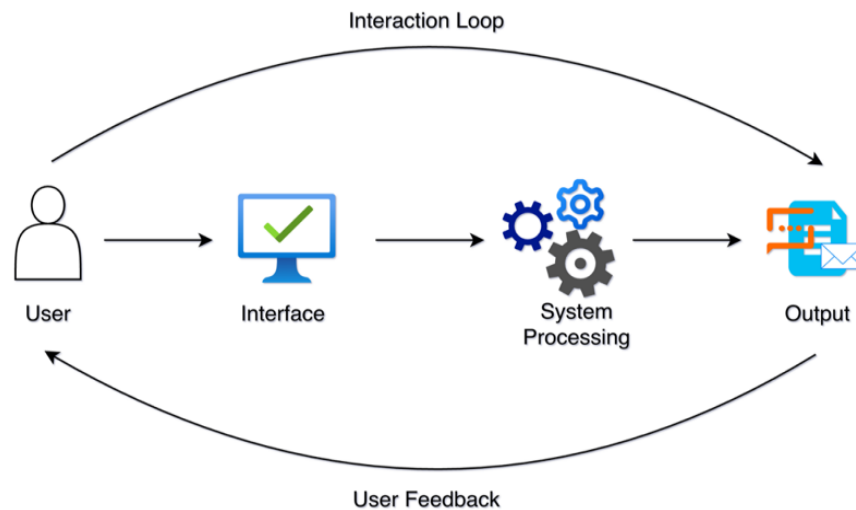 Interaction Loop
User
Interface
System
Processing
Output
User Feedback